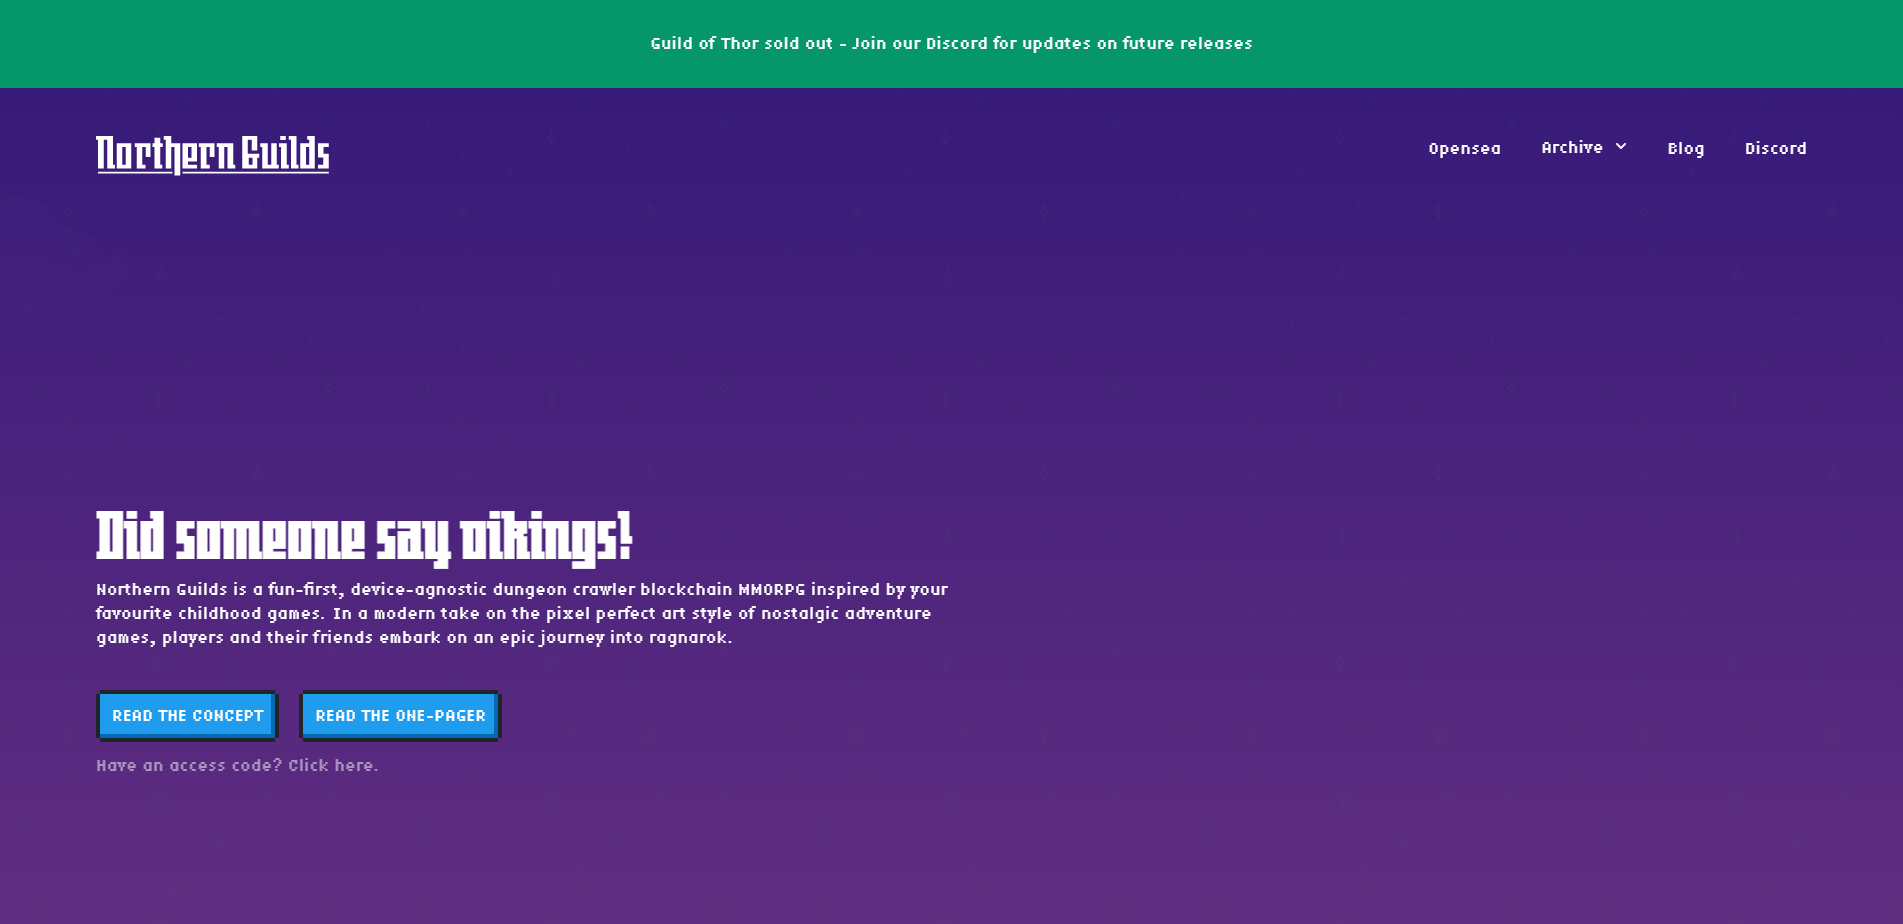 Guild of Thor sold out - Join our Discord for updates on future releases
Northern Guilds
Opensea
Archive
Blog
Discord
Did someone say vikings!
Northern Guilds is a fun-first, device-agnostic dungeon crawler blockchain MMORPG inspired by your
favourite childhood games. In a modern take on the pixel perfect art style of nostalgic adventure
games, players and their friends embark on an epic journey into ragnarok.
READ THE CONCEPT
READ THE ONE-PAGER
Have an access code? Click here.